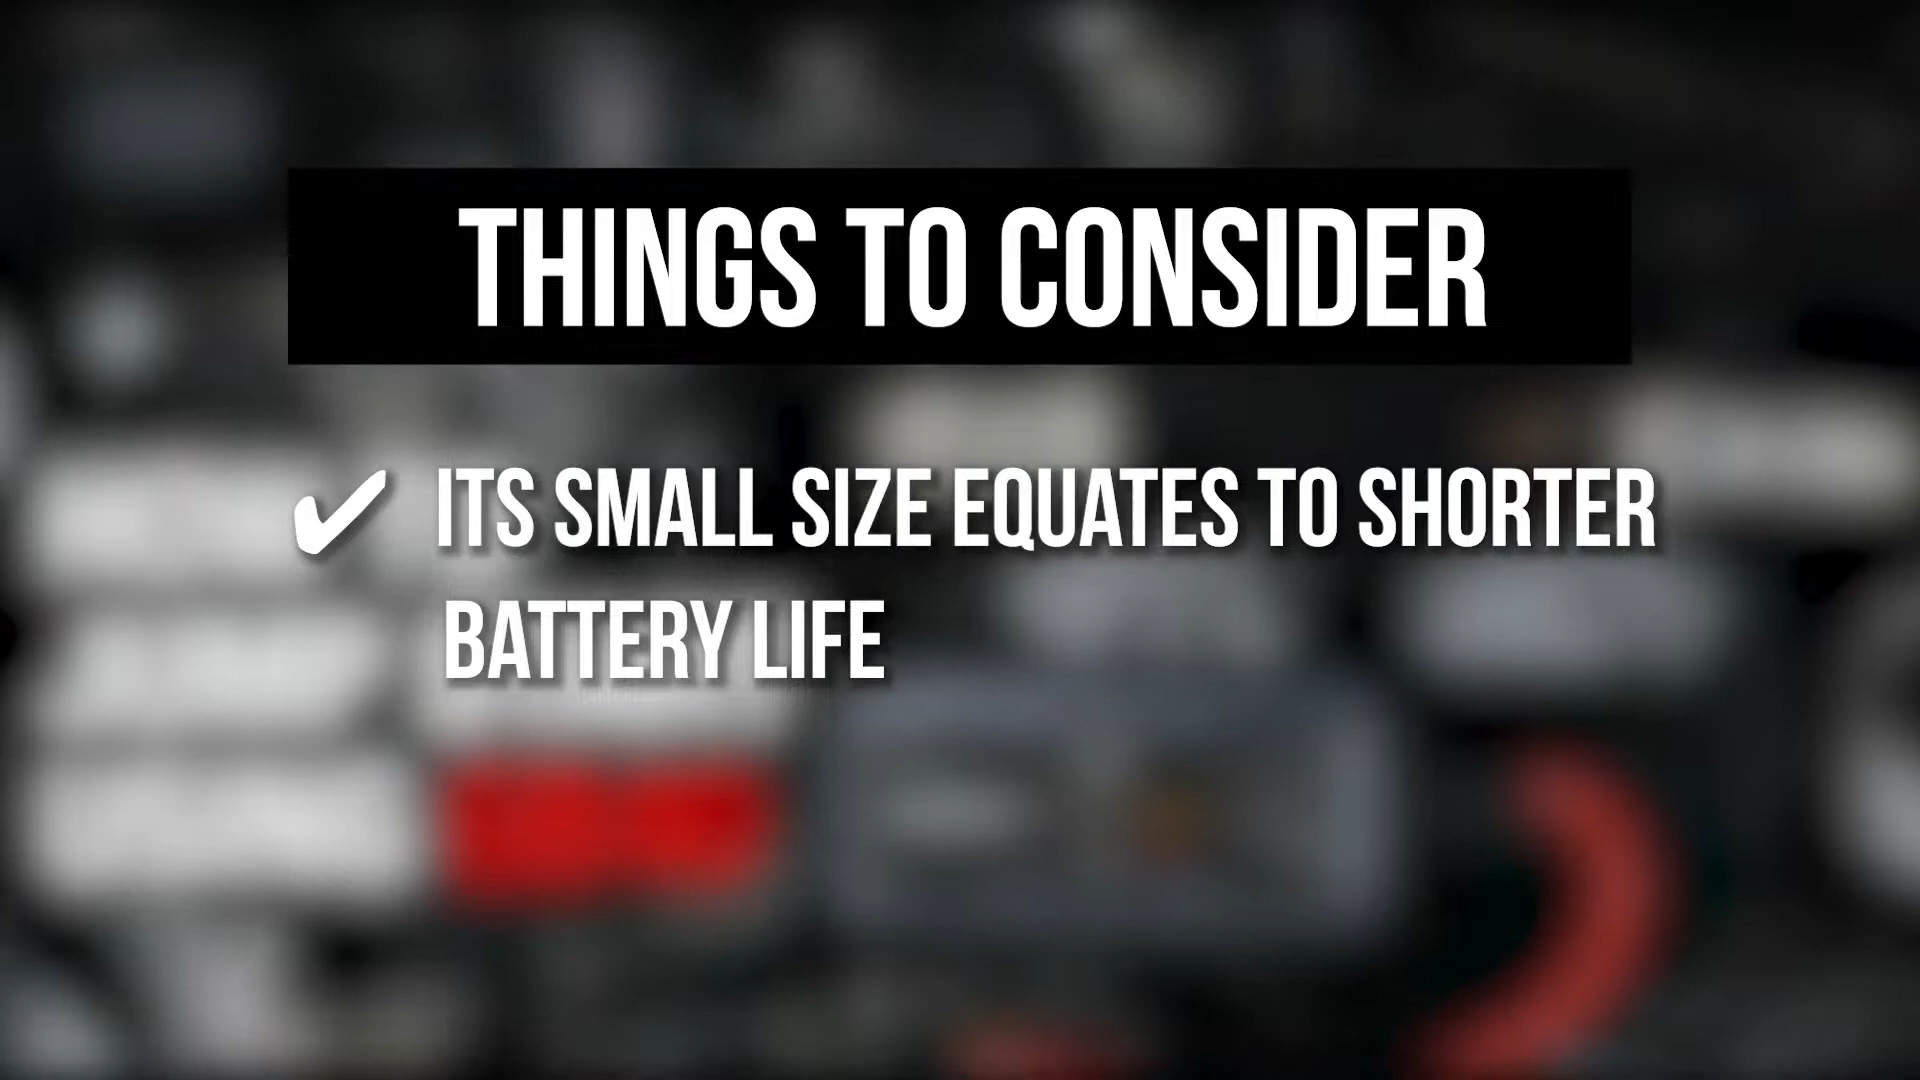 THINGS TO CONSIDER
✔ ITS SMALL SIZE EQUATES TO SHORTER
BATTERY LIFE